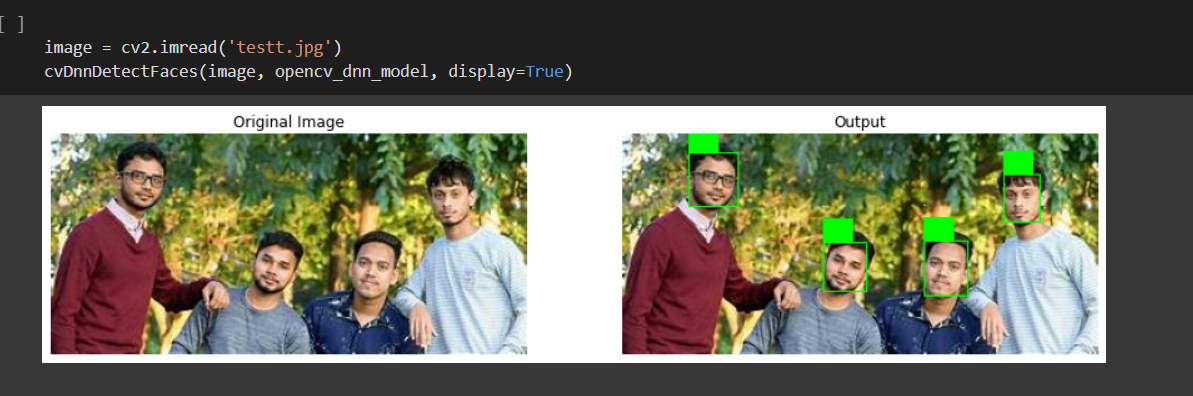 [ ]
image = cv2.imread('testt.jpg')
cvDnnDetectFaces(image, opencv_dnn_model, display=True)
Original Image
Output